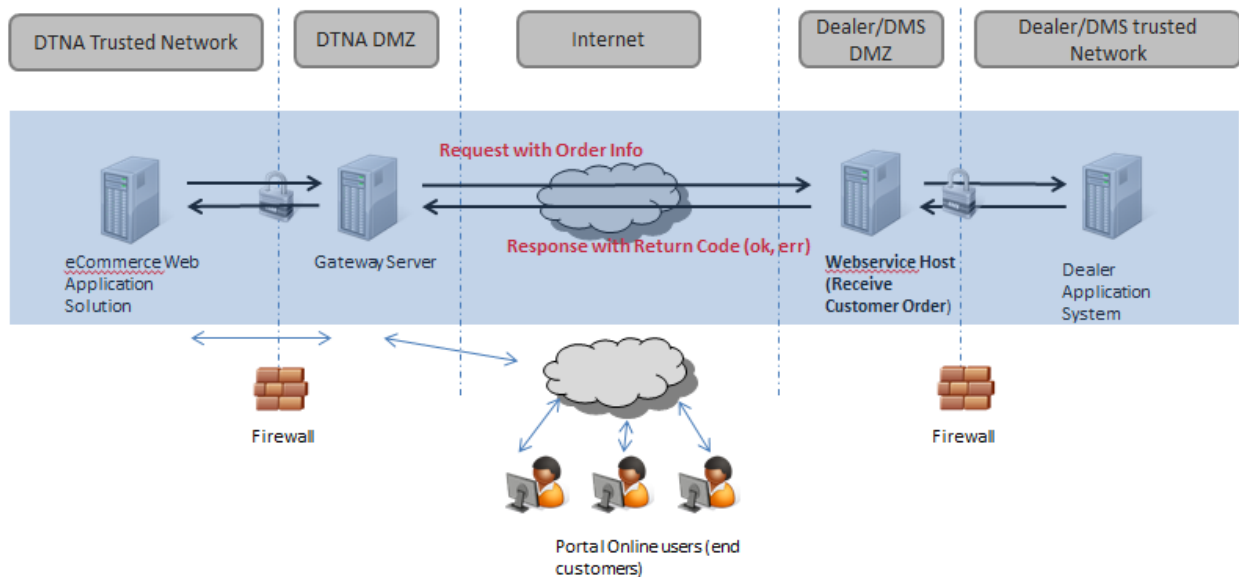 DTNA Trusted Network
DTNA DMZ
Internet
Dealer/DMS
DMZ
Dealer/DMS trusted
Network
Request with Order Info
Response with Return Code (ok, err)
eCommerce Web
Application
Solution
Gateway Server
Webservice Host
(Receive
Customer Order)
Dealer
Application
System
Firewall
Firewall
Portal Online users (end
customers)